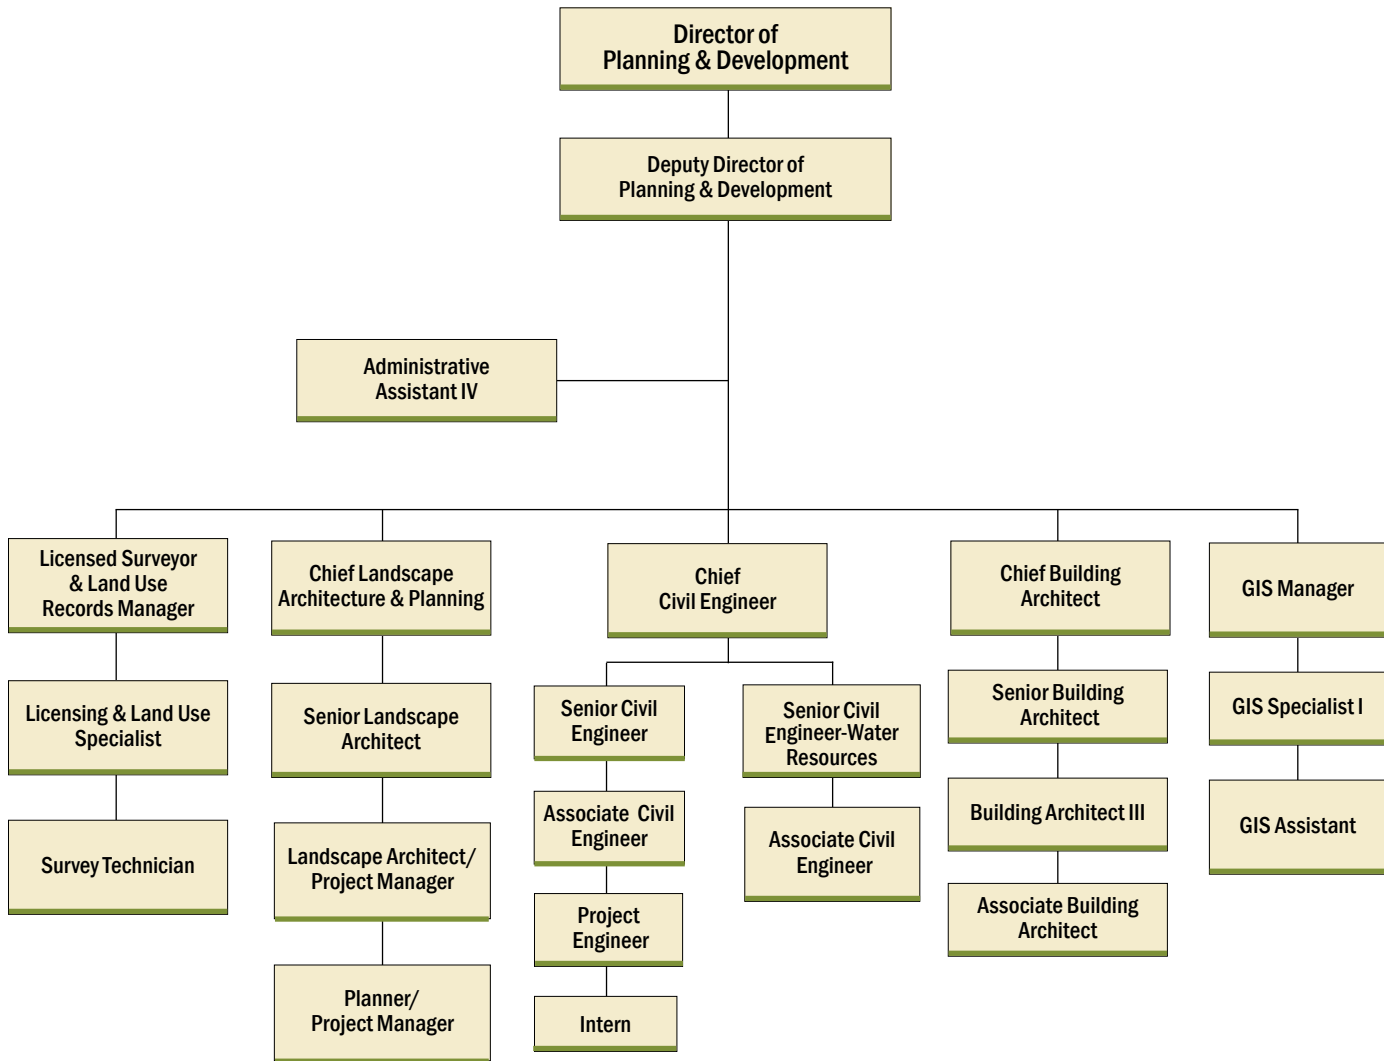 Director of
Planning & Development
Deputy Director of
Planning & Development
Administrative
Assistant IV
Licensed Surveyor
& Land Use
Records Manager
Chief Landscape
Architecture & Planning
Chief
Civil Engineer
Chief Building
Architect
GIS Manager
Licensing & Land Use
Specialist
Senior Landscape
Architect
Senior Civil
Engineer
Senior Civil
Engineer-Water
Resources
Senior Building
Architect
GIS Specialist I
Survey Technician
Landscape Architect/
Project Manager
Associate Civil
Engineer
Associate Civil
Engineer
Building Architect III
GIS Assistant
Planner/
Project Manager
Project
Engineer
Associate Building
Architect
Intern